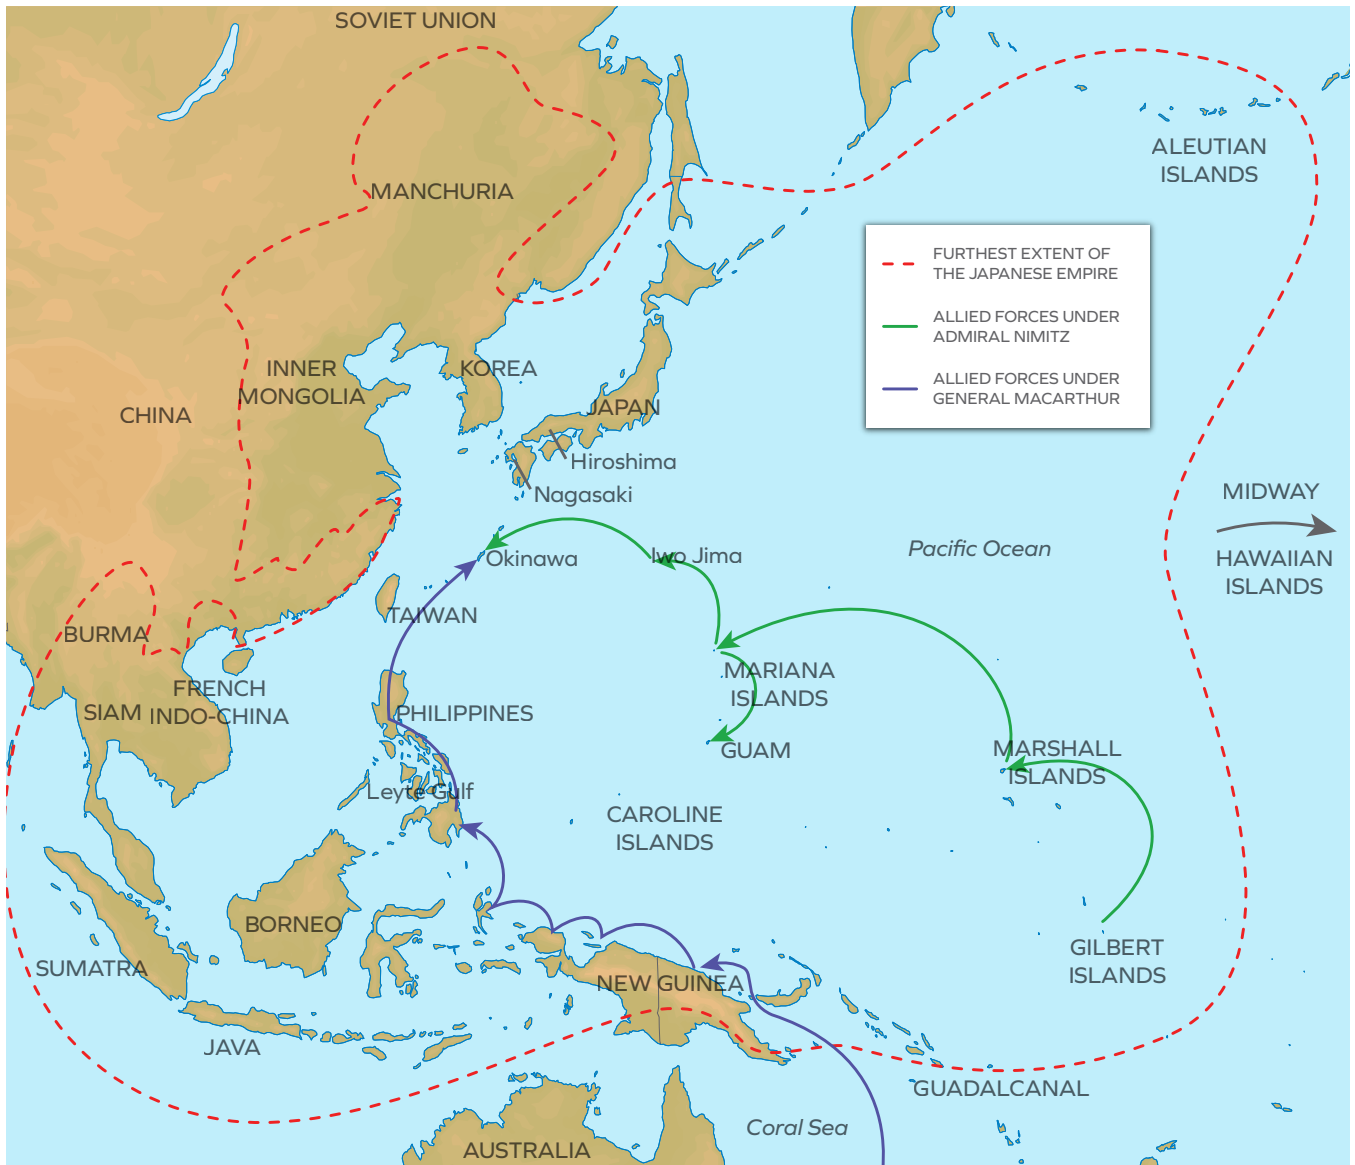 SOVIET UNION
ALEUTIAN
ISLANDS
MANCHURIA
FURTHEST EXTENT OF
THE JAPANESE EMPIRE
ALLIED FORCES UNDER
ADMIRAL NIMITZ
ALLIED FORCES UNDER
GENERAL MACARTHUR
INNER
MONGOLIA
KOREA
CHINA
JAPAN
Hiroshima
Nagasaki
MIDWAY
HAWAIIAN
ISLANDS
Pacific Ocean
Okinawa
Iwo Jima
TAIWAN
BURMA
MARIANA
ISLANDS
FRENCH
INDO-CHINA
SIAM
PHILIPPINES
GUAM
MARSHALL
ISLANDS
Leyte Gulf
CAROLINE
ISLANDS
BORNEO
GILBERT
ISLANDS
SUMATRA
NEW GUINEA
JAVA
GUADALCANAL
Coral Sea
AUSTRALIA